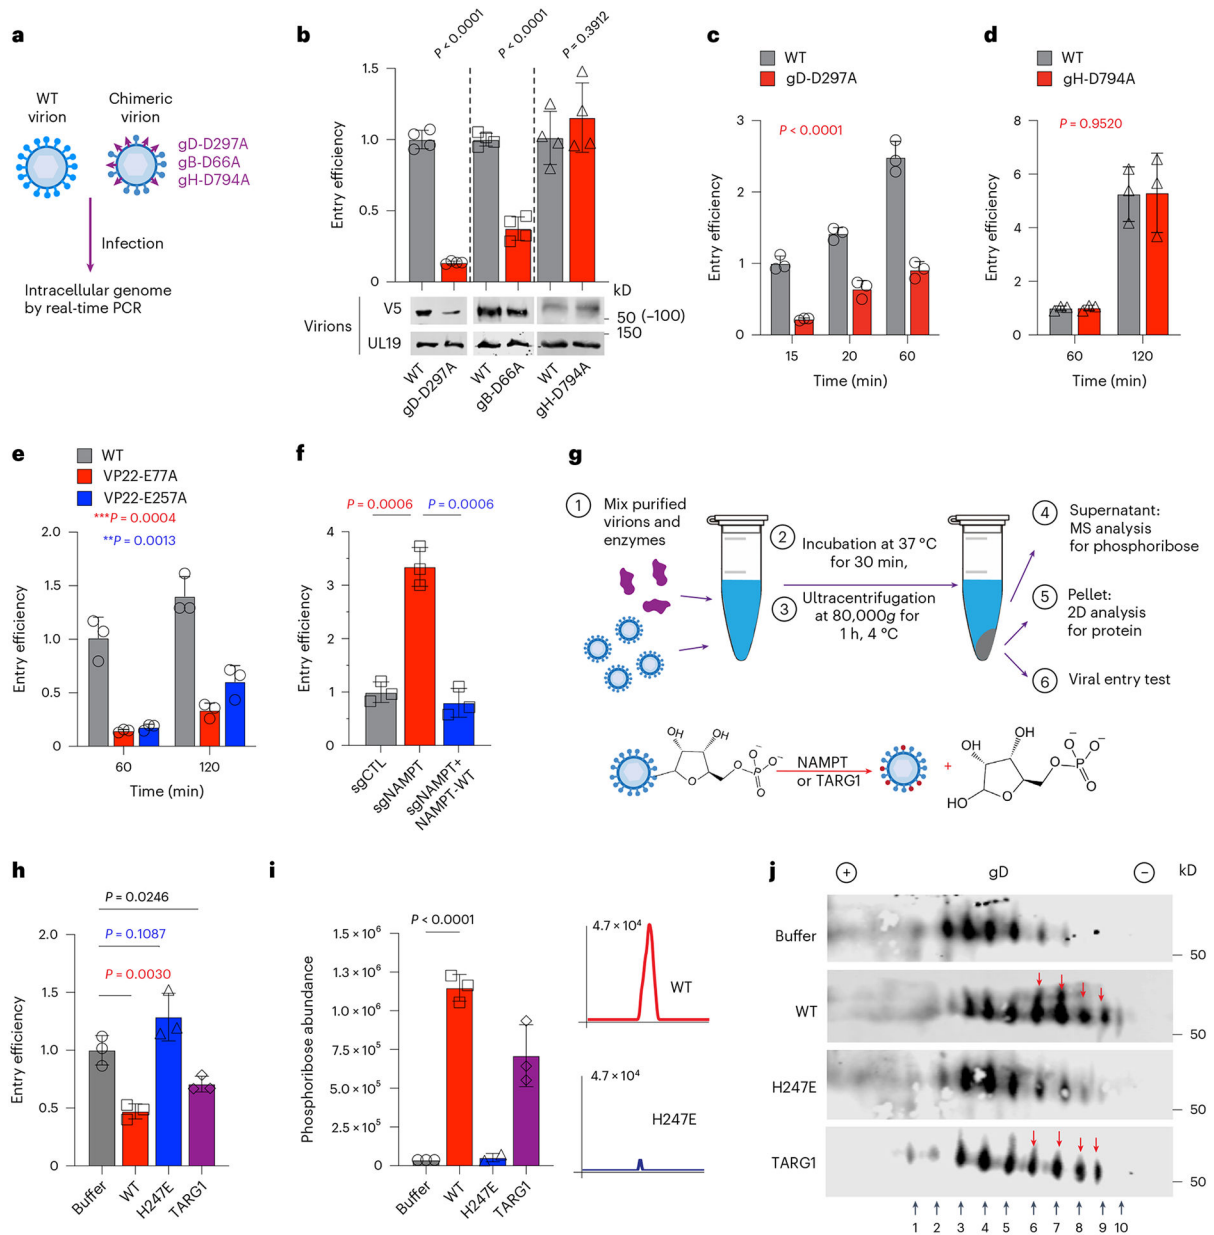 a
WT
virion
Chimeric
virion
gD-D297A
gB-D66A
gH-D794A
Infection
Intracellular genome
by real-time PCR
b
P < 0.0001
P < 0.0001
P = 0.3912
Entry efficiency
1.5
1.0
0.5
0
kD
Virions
V5
50 (–100)
150
UL19
WT
gD-D297A
WT
gB-D66A
WT
gH-D794A
c
WT
gD-D297A
P < 0.0001
Entry efficiency
3
2
1
0
15
20
60
Time (min)
d
WT
gH-D794A
P = 0.9520
Entry efficiency
8
6
4
2
0
60
120
Time (min)
e
WT
VP22-E77A
VP22-E257A
***P = 0.0004
**P = 0.0013
Entry efficiency
2.0
1.5
1.0
0.5
0
60
120
Time (min)
f
P = 0.0006
P = 0.0006
Entry efficiency
4
3
2
1
0
sgCTL
sgNAMPT
sgNAMPT+
NAMPT-WT
g
1
Mix purified
virions and
enzymes
2
Incubation at 37 °C
for 30 min,
3
Ultracentrifugation
at 80,000g for
1 h, 4 °C
4
Supernatant:
MS analysis
for phosphoribose
5
Pellet:
2D analysis
for protein
6
Viral entry test
OH
OH
O
O
P
O⁻
O⁻
O
NAMPT
or TARG1
+
OH
OH
HO
O
O
P
O⁻
O⁻
O
h
P = 0.0246
P = 0.1087
P = 0.0030
Entry efficiency
2.0
1.5
1.0
0.5
0
Buffer
WT
H247E
TARG1
i
P < 0.0001
Phosphoribose abundance
1.5 × 10⁶
1.3 × 10⁶
1.0 × 10⁶
7.5 × 10⁵
5.0 × 10⁵
2.5 × 10⁵
0
Buffer
WT
H247E
TARG1
4.7 × 10⁴
WT
4.7 × 10⁴
H247E
j
+
gD
−
kD
Buffer
50
WT
50
H247E
50
TARG1
50
1 2 3 4 5 6 7 8 9 10